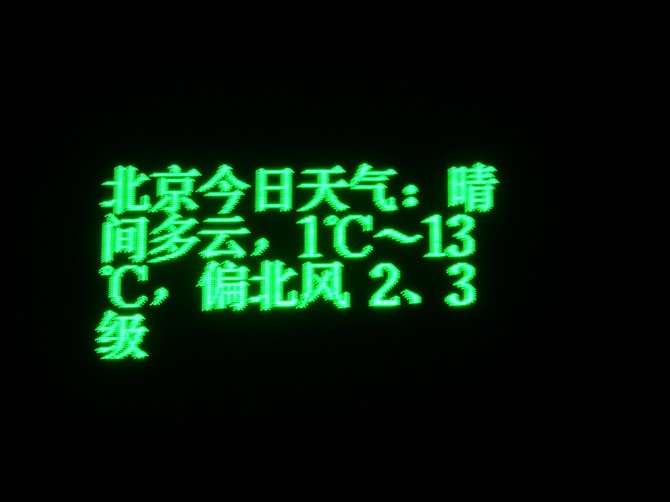 北京今日天气：晴
间多云，1℃～13
℃，偏北风 2、3
级